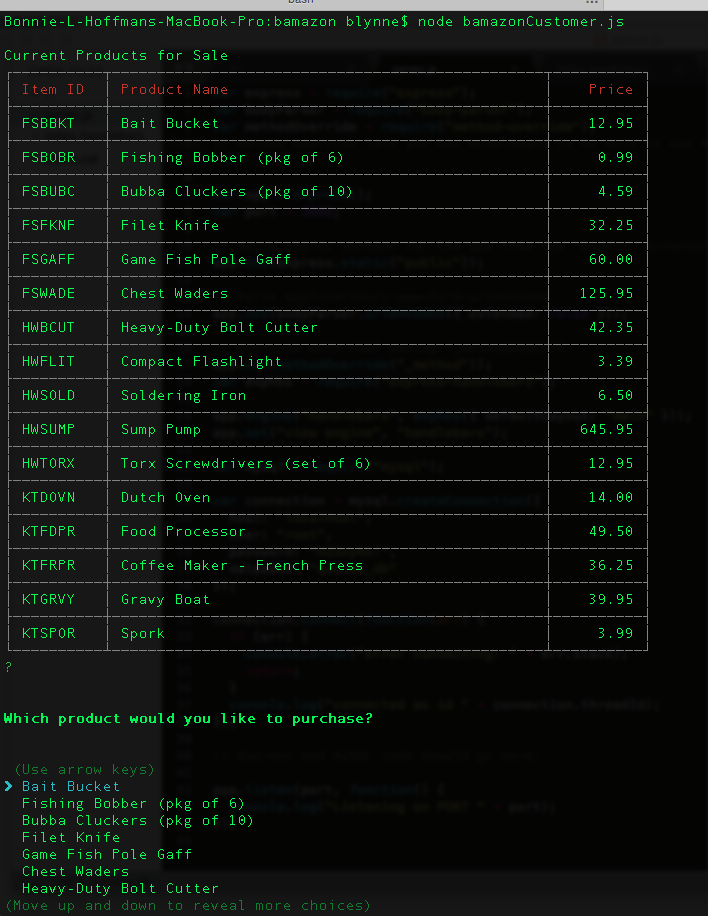 Bash
Bonnie-L-Hoffmans-MacBook-Pro:bamazon blynne$ node bamazonCustomer.js
Current Products for Sale
Item ID Product Name Price
FSBBKT Bait Bucket 12.95
FSBOBR Fishing Bobber (pkg of 6) 0.99
FSBUBC Bubba Cluckers (pkg of 10) 4.59
FSFKNF Filet Knife 32.25
FSGAFF Game Fish Pole Gaff 60.00
FSWADE Chest Waders 125.95
HWBCUT Heavy-Duty Bolt Cutter 42.35
HWFLIT Compact Flashlight 3.39
HWSOLD Soldering Iron 6.50
HWSUMP Sump Pump 645.95
HWTORX Torx Screwdrivers (set of 6) 12.95
KTDOVN Dutch Oven 14.00
KTFDPR Food Processor 49.50
KTFRPR Coffee Maker - French Press 36.25
KTGRVY Gravy Boat 39.95
KTSPOR Spork 3.99
?
Which product would you like to purchase?
(Use arrow keys)
❯ Bait Bucket
Fishing Bobber (pkg of 6)
Bubba Cluckers (pkg of 10)
Filet Knife
Game Fish Pole Gaff
Chest Waders
Heavy-Duty Bolt Cutter
(Move up and down to reveal more choices)